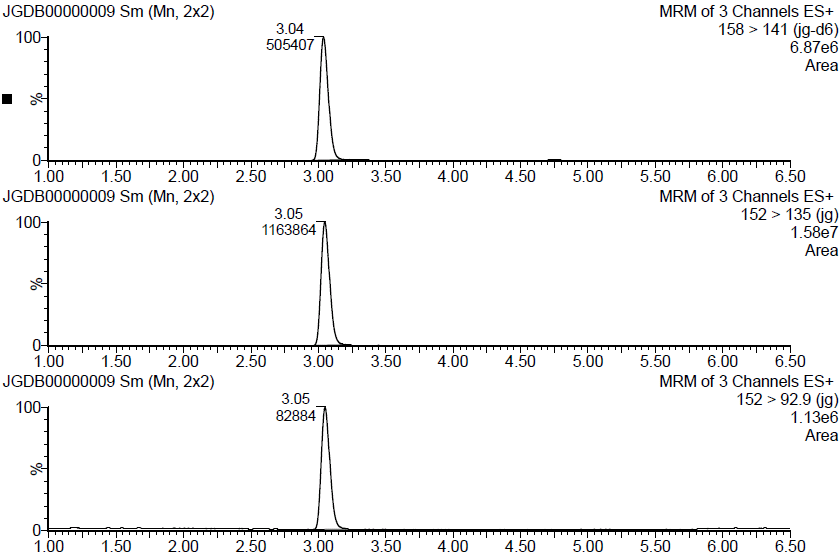 JGDB00000009 Sm (Mn, 2x2)
MRM of 3 Channels ES+
158 > 141 (jg-d6)
6.87e6
Area
3.04
505407
100
%
0
1.00 1.50 2.00 2.50 3.00 3.50 4.00 4.50 5.00 5.50 6.00 6.50
JGDB00000009 Sm (Mn, 2x2)
MRM of 3 Channels ES+
152 > 135 (jg)
1.58e7
Area
3.05
1163864
100
%
0
1.00 1.50 2.00 2.50 3.00 3.50 4.00 4.50 5.00 5.50 6.00 6.50
JGDB00000009 Sm (Mn, 2x2)
MRM of 3 Channels ES+
152 > 92.9 (jg)
1.13e6
Area
3.05
82884
100
%
0
1.00 1.50 2.00 2.50 3.00 3.50 4.00 4.50 5.00 5.50 6.00 6.50